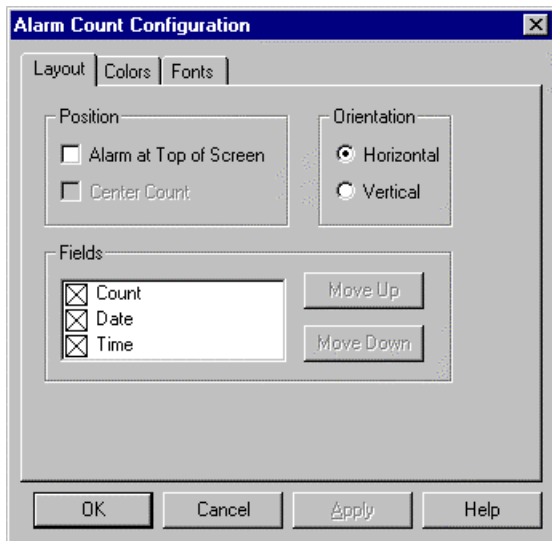 Alarm Count Configuration
Layout Colors Fonts
Position
Alarm at Top of Screen
Center Count
Orientation
Horizontal
Vertical
Fields
Count
Date
Time
Move Up
Move Down
OK Cancel Apply Help